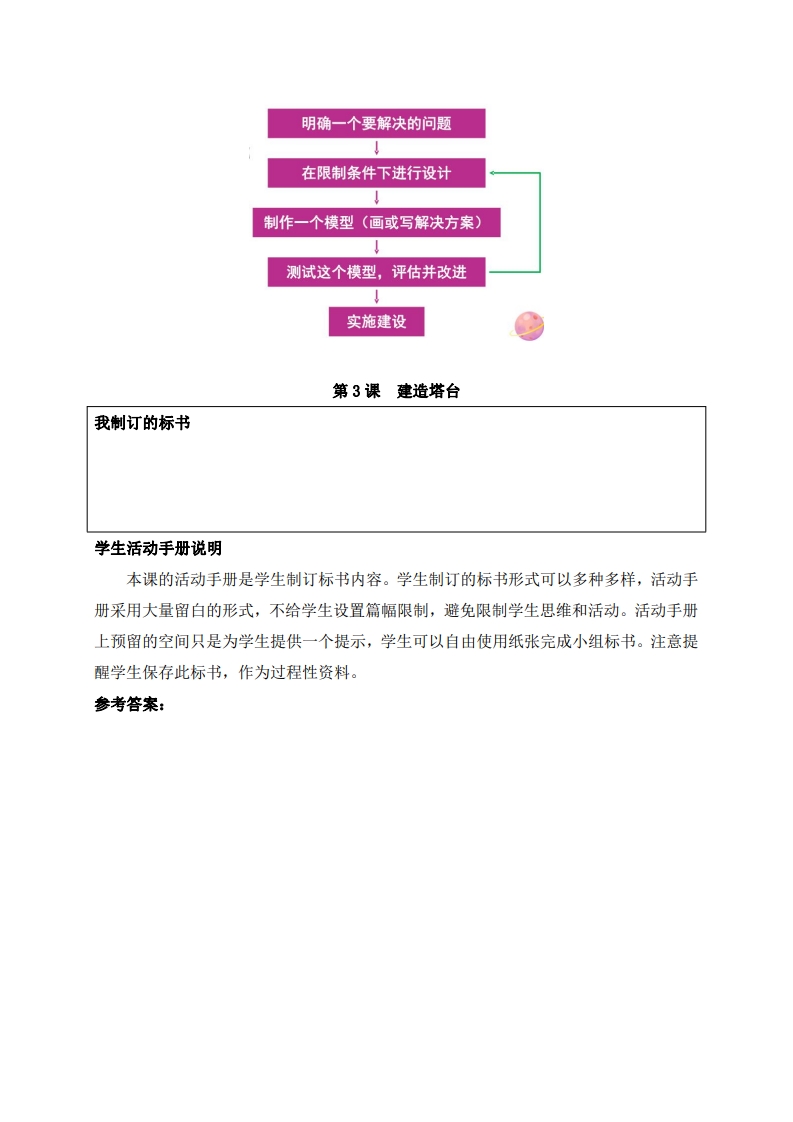 明确一个要解决的问题
在限制条件下进行设计
制作一个模型（画或写解决方案）
测试这个模型，评估并改进
实施建设
第 3 课 建造塔台
我制订的标书
学生活动手册说明
本课的活动手册是学生制订标书内容。学生制订的标书形式可以多种多样，活动手
册采用大量留白的形式，不给学生设置篇幅限制，避免限制学生思维和活动。活动手册
上预留的空间只是为学生提供一个提示，学生可以自由使用纸张完成小组标书。注意提
醒学生保存此标书，作为过程性资料。
参考答案：